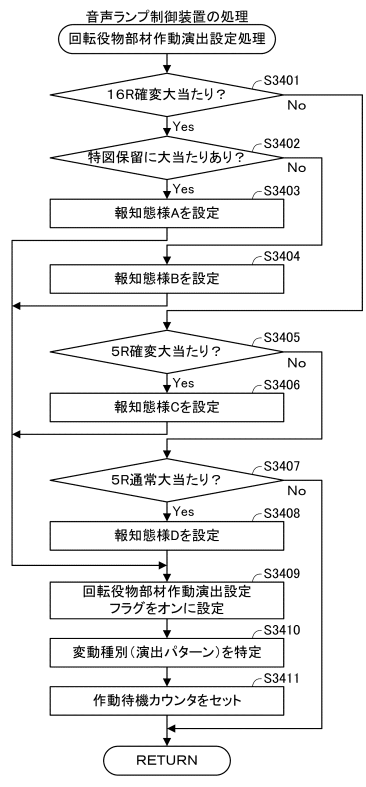 音声ランプ制御装置の処理
回転役物部材作動演出設定処理
S3401
16R確変大当たり?
No
Yes
S3402
特図保留に大当たりあり?
No
Yes
S3403
報知態様Aを設定
S3404
報知態様Bを設定
S3405
5R確変大当たり?
No
Yes
S3406
報知態様Cを設定
S3407
5R通常大当たり?
No
Yes
S3408
報知態様Dを設定
S3409
回転役物部材作動演出設定
フラグをオンに設定
S3410
変動種別(演出パターン)を特定
S3411
作動待機カウンタをセット
RETURN